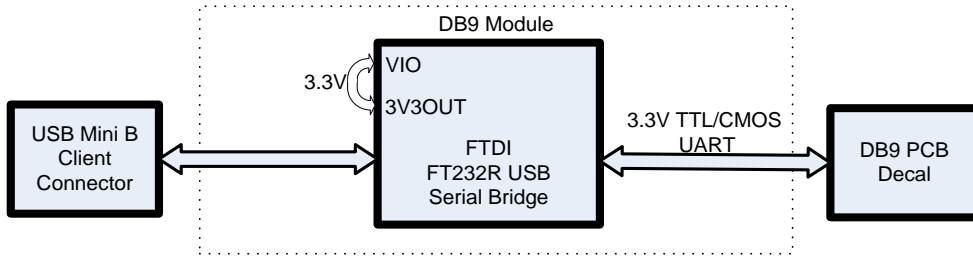 DB9 Module
VIO
3.3V
3V3OUT
USB Mini B
Client
Connector
FTDI
FT232R USB
Serial Bridge
3.3V TTL/CMOS
UART
DB9 PCB
Decal